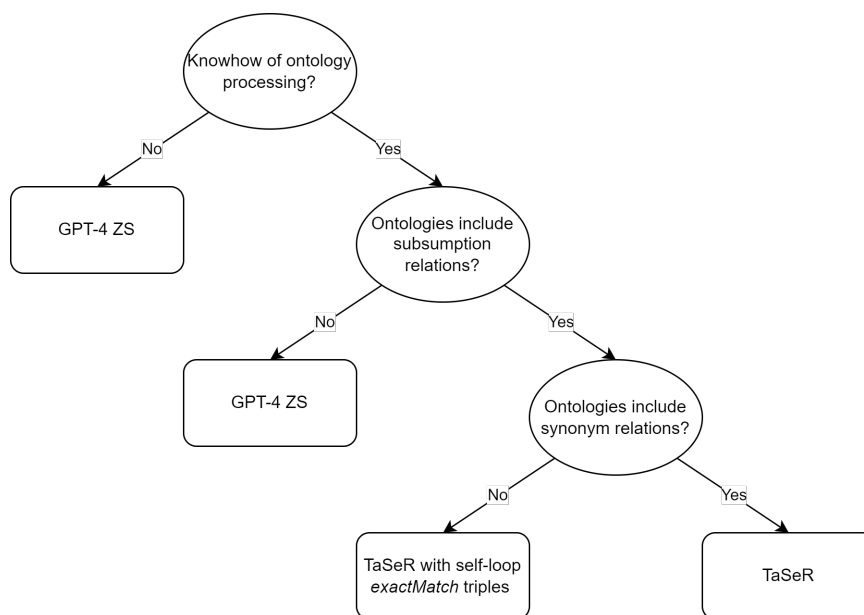 Knowhow of ontology
processing?
No
Yes
GPT-4 ZS
Ontologies include
subsumption
relations?
No
Yes
GPT-4 ZS
Ontologies include
synonym relations?
No
Yes
TaSeR with self-loop
exactMatch triples
TaSeR